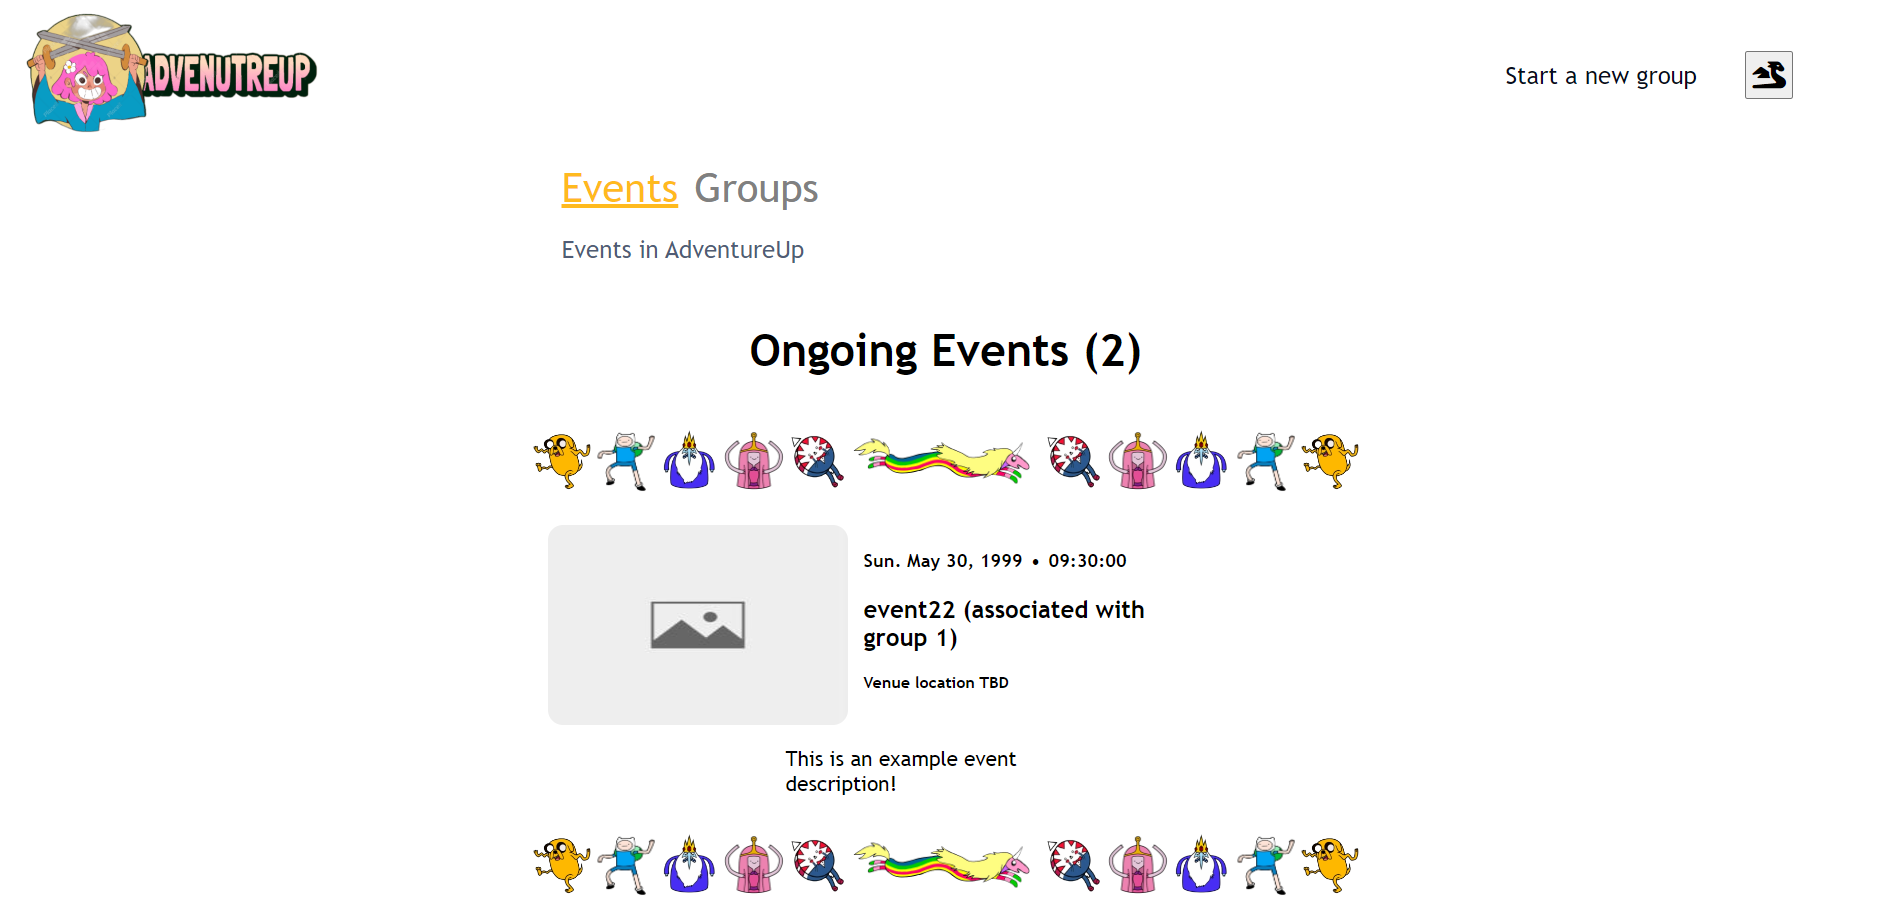 ADVENUTREUP
Start a new group
Events Groups
Events in AdventureUp
Ongoing Events (2)
Sun. May 30, 1999 • 09:30:00
event22 (associated with
group 1)
Venue location TBD
This is an example event
description!